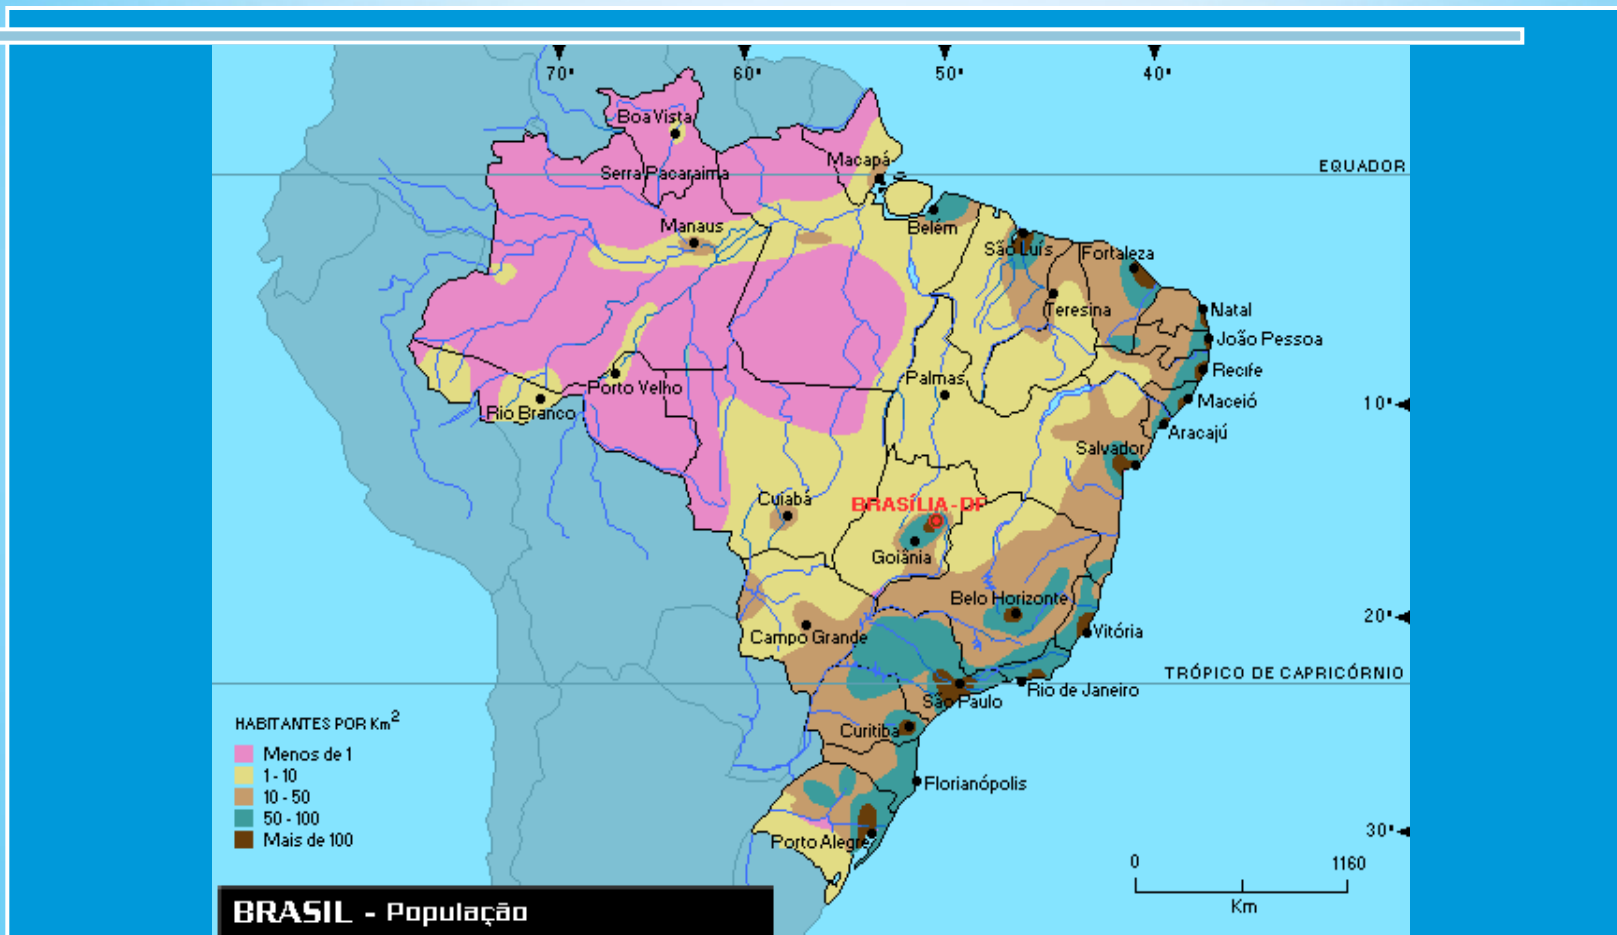 70°
60°
50°
40°
Boa Vista
Macapá
EQUADOR
Serra Pacaraima
Manaus
Belém
São Luís
Fortaleza
Teresina
Natal
João Pessoa
Recife
Palmas
Porto Velho
Rio Branco
Maceió
10°
Aracajú
Salvador
Cuiabá
BRASÍLIA-DF
Goiânia
Belo Horizonte
20°
Vitória
Campo Grande
TRÓPICO DE CAPRICÓRNIO
Rio de Janeiro
São Paulo
Curitiba
HABITANTES POR Km2
Menos de 1
1 - 10
10 - 50
50 - 100
Mais de 100
Florianópolis
30°
Porto Alegre
0 1160
Km
BRASIL - População